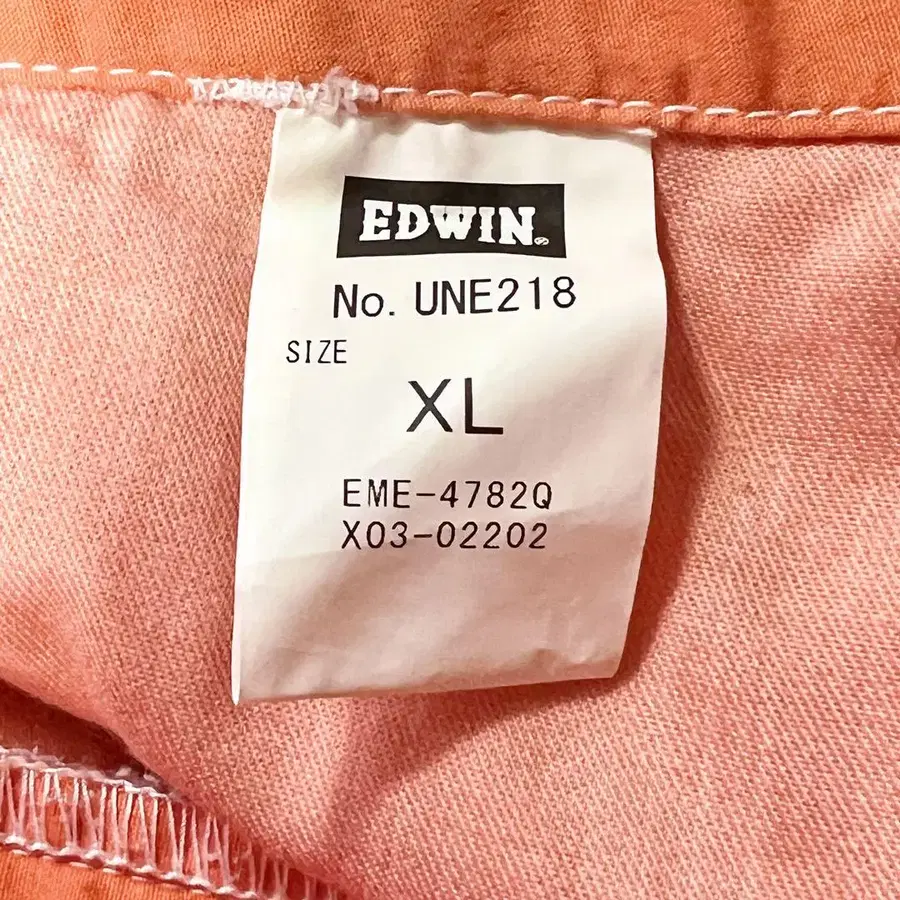 EDWIN
No. UNE218
SIZE
XL
EME-4782Q
X03-02202